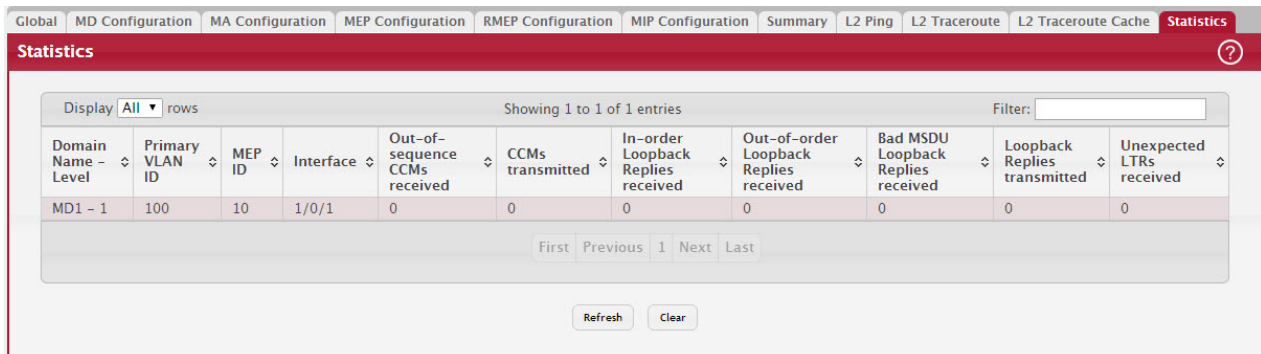 Global MD Configuration MA Configuration MEP Configuration RMEP Configuration MIP Configuration Summary L2 Ping L2 Traceroute L2 Traceroute Cache Statistics
Statistics ?
Display All ▼ rows Showing 1 to 1 of 1 entries Filter:
Domain Name – Level Primary VLAN ID MEP ID Interface Out-of-sequence CCMs received CCMs transmitted In-order Loopback Replies received Out-of-order Loopback Replies received Bad MSDU Loopback Replies received Loopback Replies transmitted Unexpected LTRs received
MD1 – 1 100 10 1/0/1 0 0 0 0 0 0 0
First Previous 1 Next Last
Refresh Clear